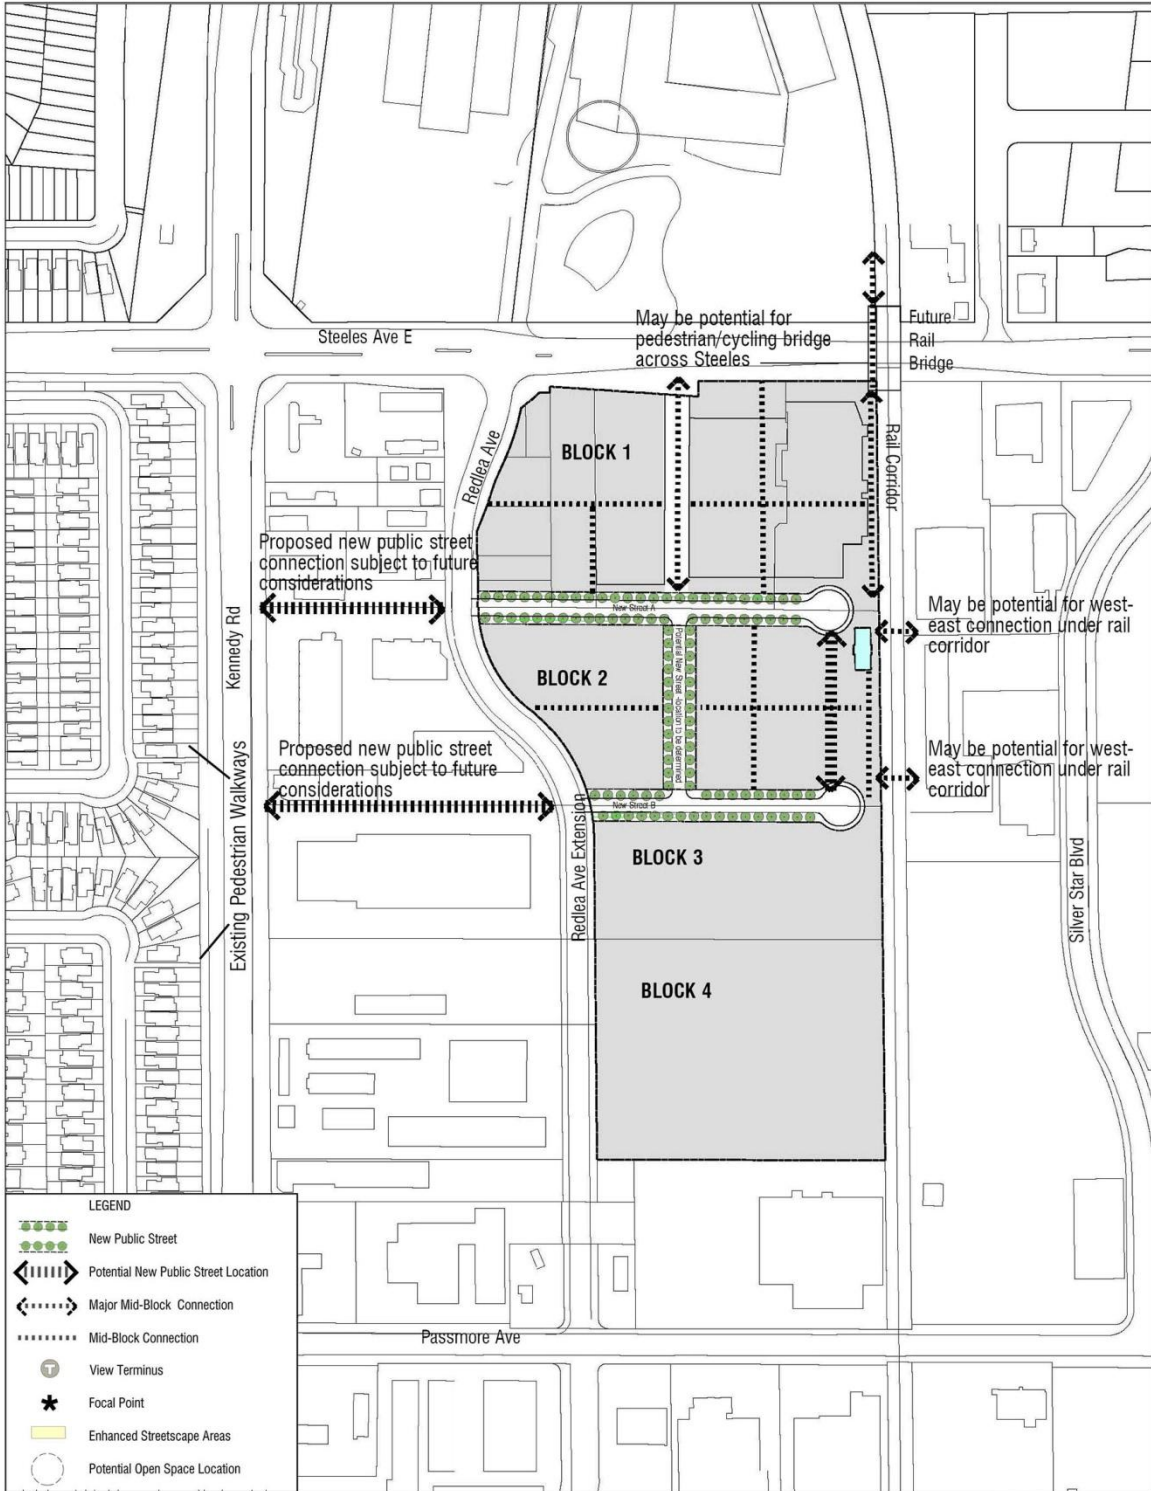 Steeles Ave E
May be potential for
pedestrian/cycling bridge
across Steeles
Future
Rail
Bridge
BLOCK 1
Redlea Ave
Rail Corridor
Proposed new public street
connection subject to future
considerations
New Street A
May be potential for west-
east connection under rail
corridor
Kennedy Rd
BLOCK 2
Potential New Street -location to be determined
Proposed new public street
connection subject to future
considerations
May be potential for west-
east connection under rail
corridor
New Street B
Existing Pedestrian Walkways
Redlea Ave Extension
BLOCK 3
Silver Star Blvd
BLOCK 4
Passmore Ave
LEGEND
New Public Street
Potential New Public Street Location
Major Mid-Block Connection
Mid-Block Connection
T
View Terminus
Focal Point
Enhanced Streetscape Areas
Potential Open Space Location